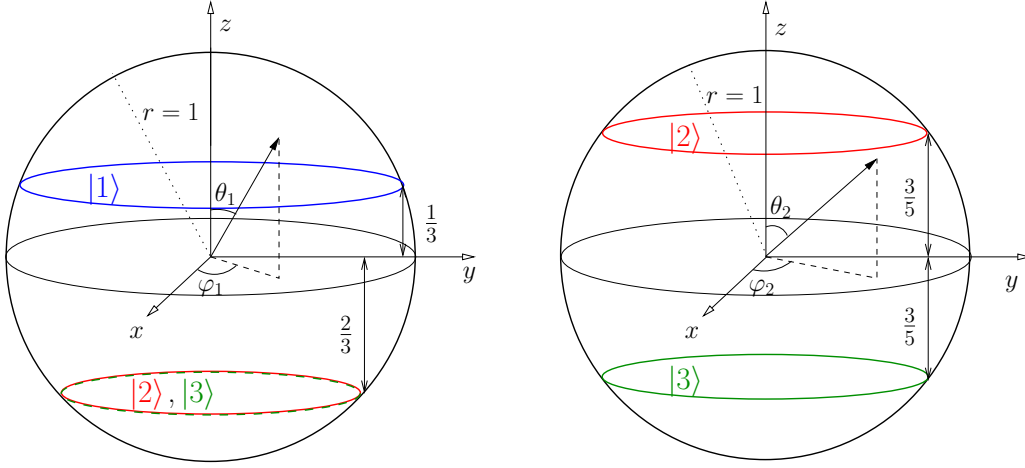 z
r = 1
|1⟩
θ₁
1/3
y
φ₁
x
2/3
|2⟩, |3⟩
z
r = 1
|2⟩
3/5
θ₂
y
φ₂
x
3/5
|3⟩